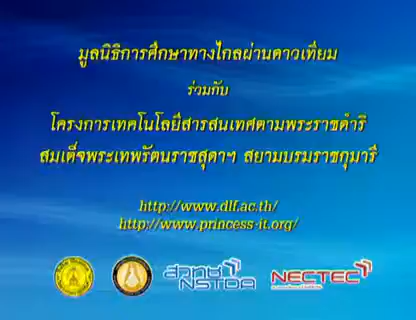 มูลนิธิการศึกษาทางไกลผ่านดาวเทียม
ร่วมกับ
โครงการเทคโนโลยีสารสนเทศตามพระราชดำริ
สมเด็จพระเทพรัตนราชสุดาฯ สยามบรมราชกุมารี
http://www.dlf.ac.th/
http://www.princess-it.org/
สวทช
NSTDA
NECTEC